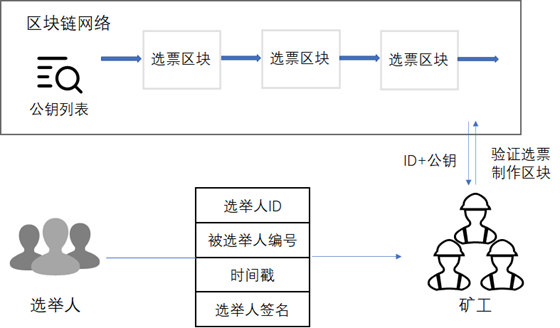 区块链网络
选票区块
选票区块
选票区块
公钥列表
ID+公钥
验证选票
制作区块
选举人ID
被选举人编号
时间戳
选举人签名
选举人
矿工